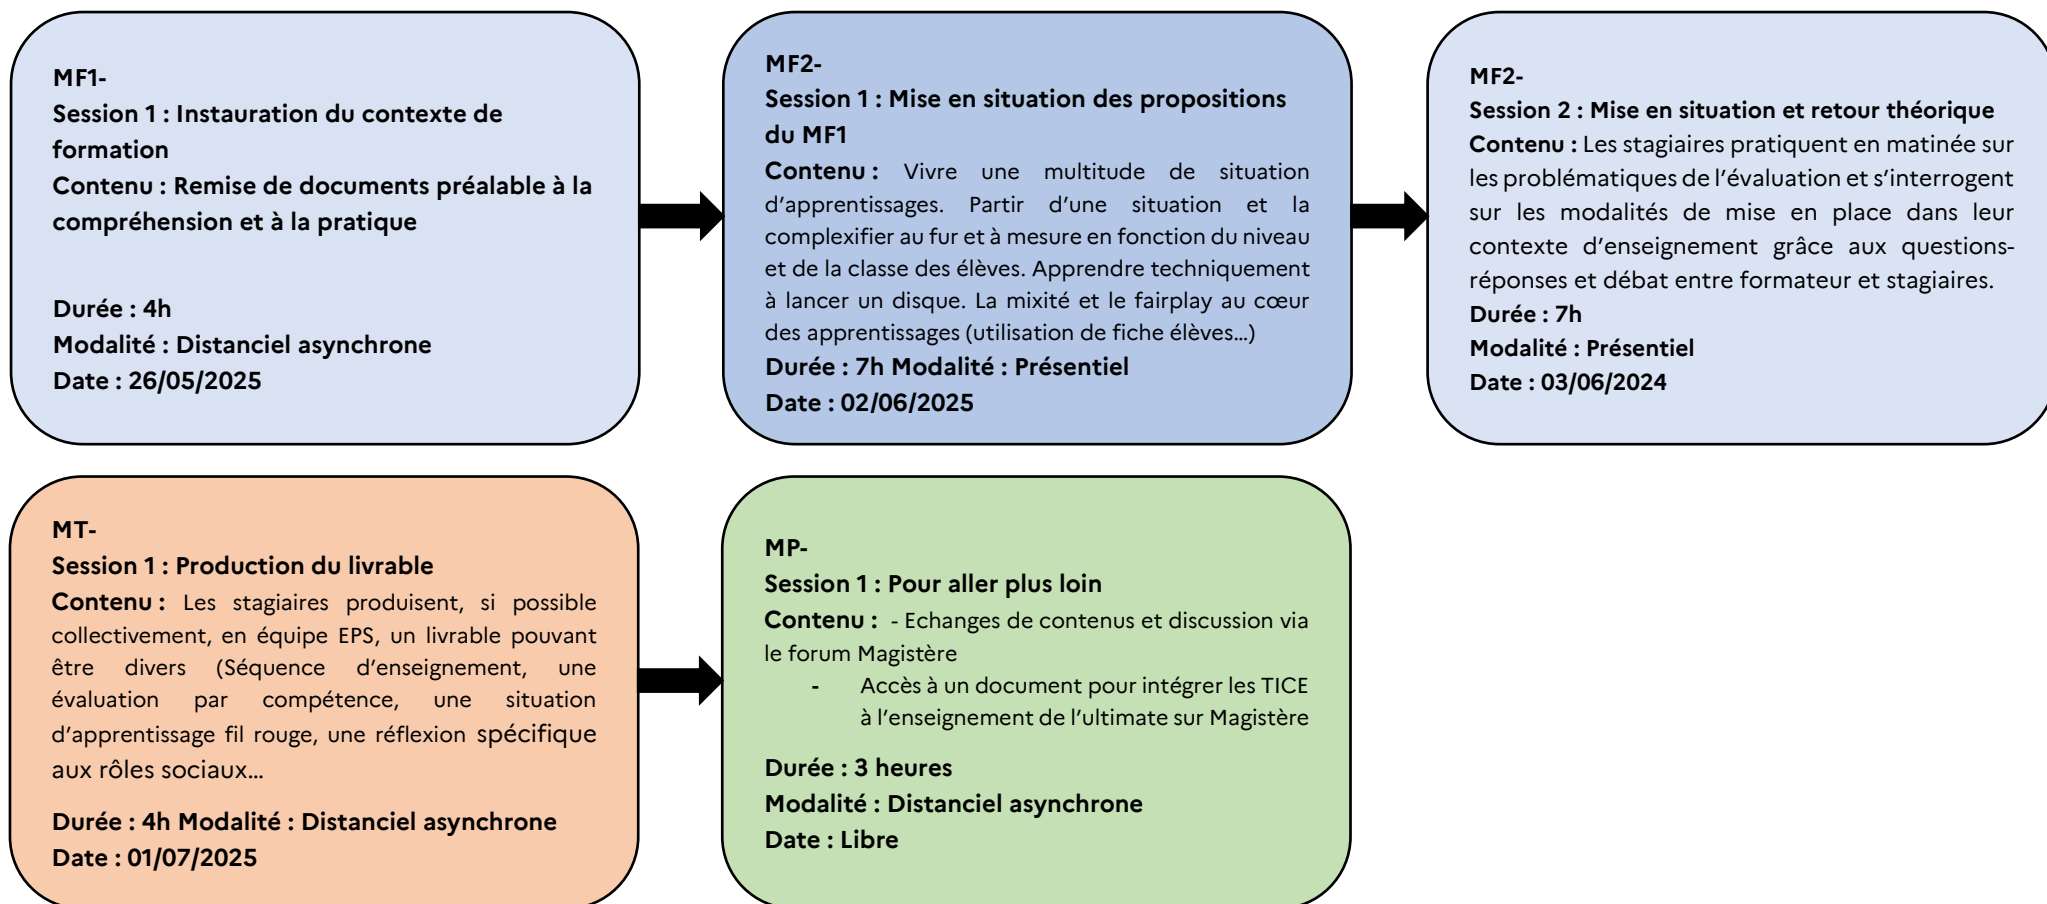 MF1-
Session 1 : Instauration du contexte de
formation
Contenu : Remise de documents préalable à la
compréhension et à la pratique
Durée : 4h
Modalité : Distanciel asynchrone
Date : 26/05/2025
MF2-
Session 1 : Mise en situation des propositions
du MF1
Contenu : Vivre une multitude de situation
d'apprentissages. Partir d'une situation et la
complexifier au fur et à mesure en fonction du niveau
et de la classe des élèves. Apprendre techniquement
à lancer un disque. La mixité et le fairplay au cœur
des apprentissages (utilisation de fiche élèves…)
Durée : 7h Modalité : Présentiel
Date : 02/06/2025
MF2-
Session 2 : Mise en situation et retour théorique
Contenu : Les stagiaires pratiquent en matinée sur
les problématiques de l'évaluation et s'interrogent
sur les modalités de mise en place dans leur
contexte d'enseignement grâce aux questions-
réponses et débat entre formateur et stagiaires.
Durée : 7h
Modalité : Présentiel
Date : 03/06/2024
MT-
Session 1 : Production du livrable
Contenu : Les stagiaires produisent, si possible
collectivement, en équipe EPS, un livrable pouvant
être divers (Séquence d'enseignement, une
évaluation par compétence, une situation
d'apprentissage fil rouge, une réflexion spécifique
aux rôles sociaux…
Durée : 4h Modalité : Distanciel asynchrone
Date : 01/07/2025
MP-
Session 1 : Pour aller plus loin
Contenu : - Echanges de contenus et discussion via
le forum Magistère
- Accès à un document pour intégrer les TICE
à l'enseignement de l'ultimate sur Magistère
Durée : 3 heures
Modalité : Distanciel asynchrone
Date : Libre